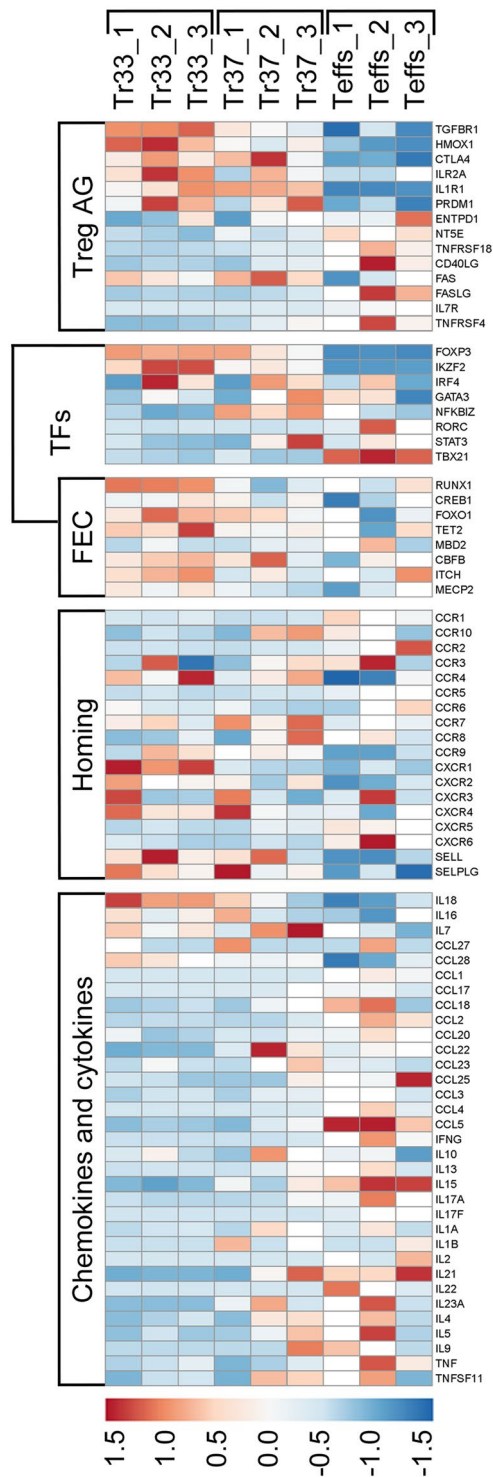 Tr33_1
Tr33_2
Tr33_3
Tr37_1
Tr37_2
Tr37_3
Teffs_1
Teffs_2
Teffs_3
Treg AG
TGFBR1
HMOX1
CTLA4
ILR2A
IL1R1
PRDM1
ENTPD1
NT5E
TNFRSF18
CD40LG
FAS
FASLG
IL7R
TNFRSF4
TFs
FOXP3
IKZF2
IRF4
GATA3
NFKBIZ
RORC
STAT3
TBX21
FEC
RUNX1
CREB1
FOXO1
TET2
MBD2
CBFB
ITCH
MECP2
Homing
CCR1
CCR10
CCR2
CCR3
CCR4
CCR5
CCR6
CCR7
CCR8
CCR9
CXCR1
CXCR2
CXCR3
CXCR4
CXCR5
CXCR6
SELL
SELPLG
Chemokines and cytokines
IL18
IL16
IL7
CCL27
CCL28
CCL1
CCL17
CCL18
CCL2
CCL20
CCL22
CCL23
CCL25
CCL3
CCL4
CCL5
IFNG
IL10
IL13
IL15
IL17A
IL17F
IL1A
IL1B
IL2
IL21
IL22
IL23A
IL4
IL5
IL9
TNF
TNFSF11
1.5
1.0
0.5
0.0
-0.5
-1.0
-1.5